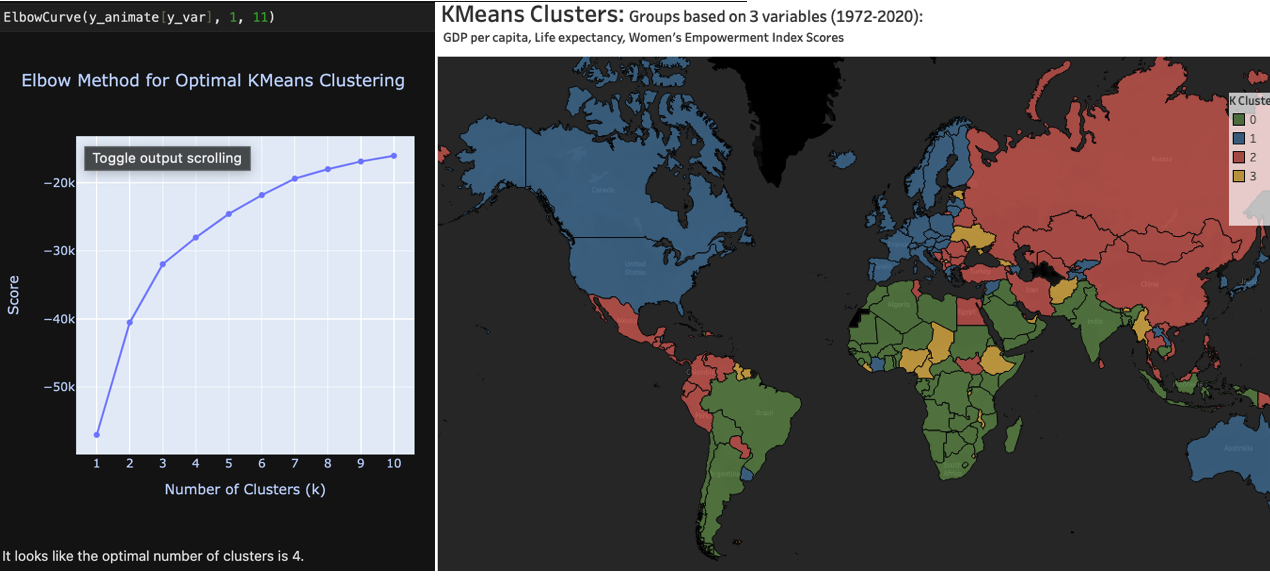 ElbowCurve(y_animate[y_var], 1, 11)
Elbow Method for Optimal KMeans Clustering
Toggle output scrolling
−20k
−30k
−40k
−50k
Score
1 2 3 4 5 6 7 8 9 10
Number of Clusters (k)
It looks like the optimal number of clusters is 4.
KMeans Clusters: Groups based on 3 variables (1972-2020):
GDP per capita, Life expectancy, Women's Empowerment Index Scores
K Cluste
0
1
2
3
Canada
United
States
Russia
China
Turkey
Iran
Algeria
Egypt
India
Brazil
Australia